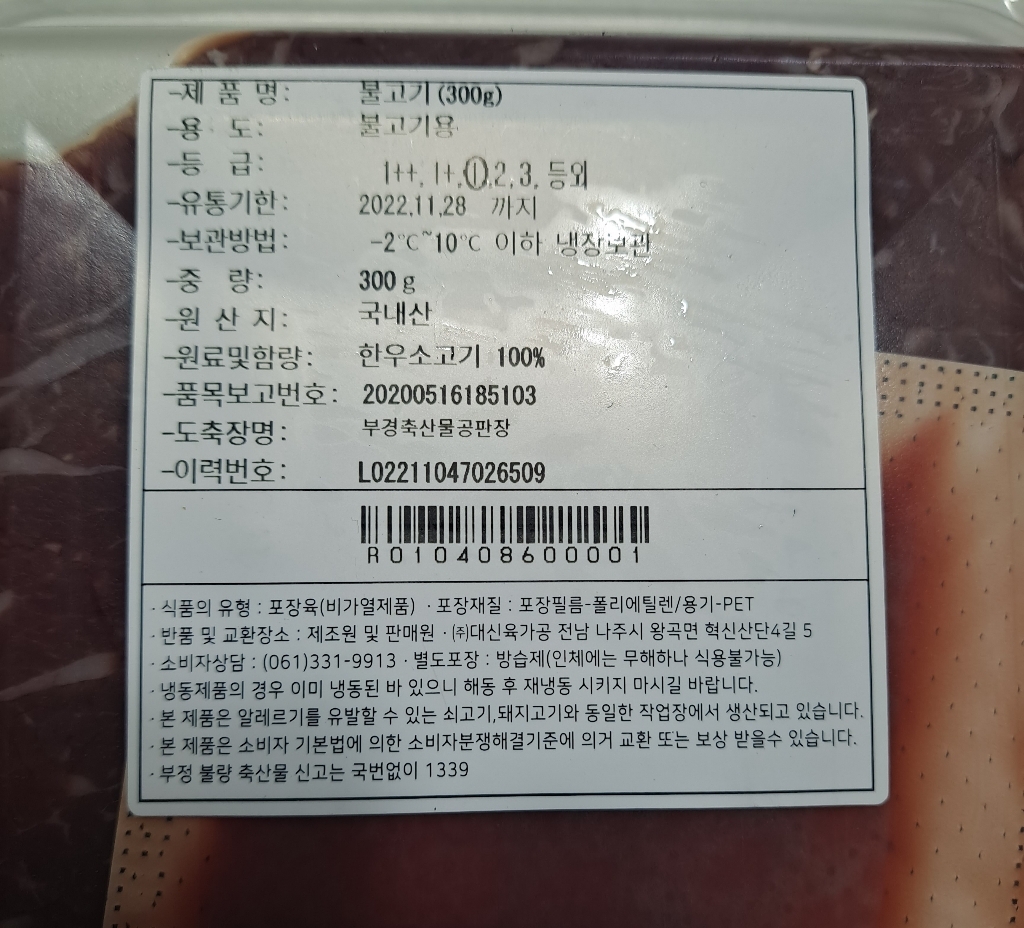 -제 품 명: 불고기 (300g)
-용 도: 불고기용
-등 급: 1++, 1+, 1, 2, 3, 등외
-유통기한: 2022.11.28 까지
-보관방법: -2℃~10℃ 이하 냉장보관
-중 량: 300 g
-원 산 지: 국내산
-원료및함량: 한우소고기 100%
-품목보고번호: 20200516185103
-도축장명: 부경축산물공판장
-이력번호: L02211047026509
R010408600001
· 식품의 유형 : 포장육(비가열제품) · 포장재질 : 포장필름-폴리에틸렌/용기-PET
· 반품 및 교환장소 : 제조원 및 판매원 · ㈜대신육가공 전남 나주시 왕곡면 혁신산단4길 5
· 소비자상담 : (061)331-9913 · 별도포장 : 방습제(인체에는 무해하나 식용불가능)
· 냉동제품의 경우 이미 냉동된 바 있으니 해동 후 재냉동 시키지 마시길 바랍니다.
· 본 제품은 알레르기를 유발할 수 있는 쇠고기,돼지고기와 동일한 작업장에서 생산되고 있습니다.
· 본 제품은 소비자 기본법에 의한 소비자분쟁해결기준에 의거 교환 또는 보상 받을수 있습니다.
· 부정 불량 축산물 신고는 국번없이 1339